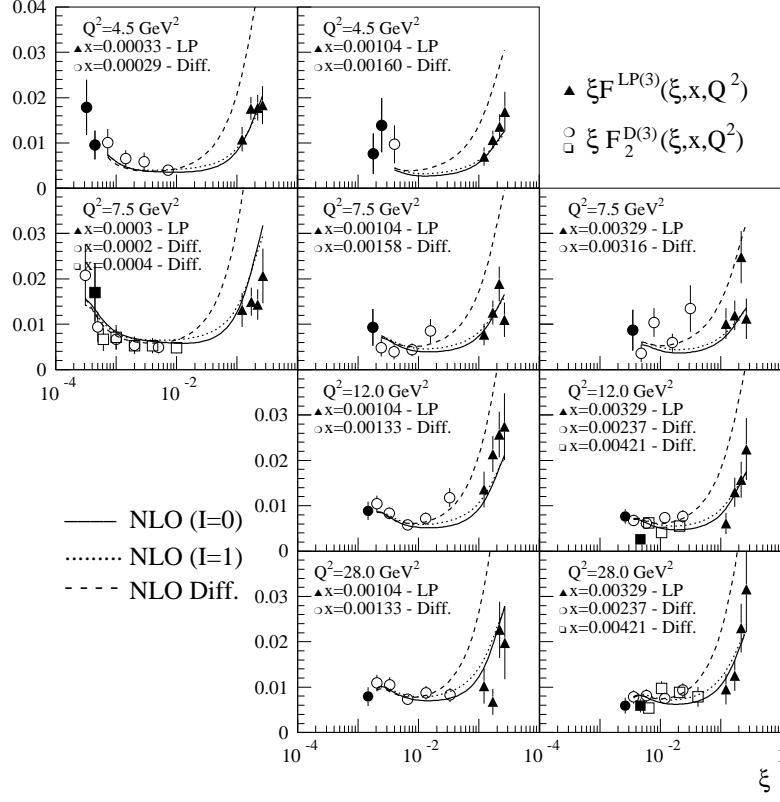 0.04
0.03
0.02
0.01
0
Q²=4.5 GeV²
▲ x=0.00033 - LP
○ x=0.00029 - Diff.
Q²=4.5 GeV²
▲ x=0.00104 - LP
○ x=0.00160 - Diff.
▲ ξF^LP(3)(ξ,x,Q²)
○ □ ξ F₂^D(3)(ξ,x,Q²)
0.03
0.02
0.01
0
Q²=7.5 GeV²
▲ x=0.0003 - LP
○ x=0.0002 - Diff.
□ x=0.0004 - Diff.
Q²=7.5 GeV²
▲ x=0.00104 - LP
○ x=0.00158 - Diff.
Q²=7.5 GeV²
▲ x=0.00329 - LP
○ x=0.00316 - Diff.
10⁻⁴ 10⁻² 10⁻⁴
0.03
0.02
0.01
0
Q²=12.0 GeV²
▲ x=0.00104 - LP
○ x=0.00133 - Diff.
Q²=12.0 GeV²
▲ x=0.00329 - LP
○ x=0.00237 - Diff.
□ x=0.00421 - Diff.
NLO (I=0)
NLO (I=1)
NLO Diff.
0.03
0.02
0.01
0
Q²=28.0 GeV²
▲ x=0.00104 - LP
○ x=0.00133 - Diff.
Q²=28.0 GeV²
▲ x=0.00329 - LP
○ x=0.00237 - Diff.
□ x=0.00421 - Diff.
10⁻⁴ 10⁻² 10⁻⁴ 10⁻²
ξ